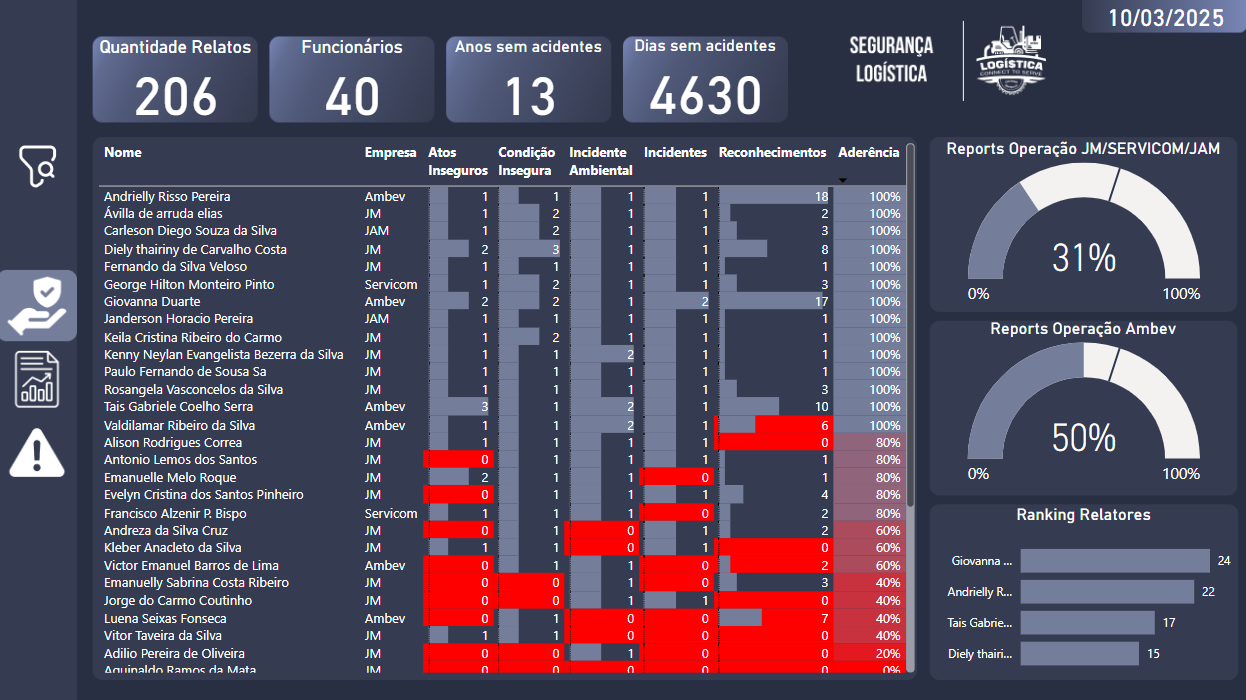 10/03/2025
Quantidade Relatos
206
Funcionários
40
Anos sem acidentes
13
Dias sem acidentes
4630
SEGURANÇA
LOGÍSTICA
LOGÍSTICA
CONNECT TO SERVE
Nome Empresa Atos Inseguros Condição Insegura Incidente Ambiental Incidentes Reconhecimentos Aderência
Andrielly Risso Pereira Ambev 1 1 1 1 18 100%
Ávilla de arruda elias JM 1 2 1 1 2 100%
Carleson Diego Souza da Silva JAM 1 2 1 1 3 100%
Diely thairiny de Carvalho Costa JM 2 3 1 1 8 100%
Fernando da Silva Veloso JM 1 1 1 1 1 100%
George Hilton Monteiro Pinto Servicom 1 2 1 1 3 100%
Giovanna Duarte Ambev 2 2 1 2 17 100%
Janderson Horacio Pereira JAM 1 1 1 1 1 100%
Keila Cristina Ribeiro do Carmo JM 1 2 1 1 1 100%
Kenny Neylan Evangelista Bezerra da Silva JM 1 1 2 1 1 100%
Paulo Fernando de Sousa Sa JM 1 1 1 1 1 100%
Rosangela Vasconcelos da Silva JM 1 1 1 1 3 100%
Tais Gabriele Coelho Serra Ambev 3 1 2 1 10 100%
Valdilamar Ribeiro da Silva Ambev 1 1 2 1 6 100%
Alison Rodrigues Correa JM 1 1 1 1 0 80%
Antonio Lemos dos Santos JM 0 1 1 1 1 80%
Emanuelle Melo Roque JM 2 1 1 0 1 80%
Evelyn Cristina dos Santos Pinheiro JM 0 1 1 1 4 80%
Francisco Alzenir P. Bispo Servicom 1 1 1 0 2 80%
Andreza da Silva Cruz JM 0 1 0 1 2 60%
Kleber Anacleto da Silva JM 1 1 0 1 0 60%
Victor Emanuel Barros de Lima Ambev 0 1 1 0 2 60%
Emanuelly Sabrina Costa Ribeiro JM 0 0 1 0 3 40%
Jorge do Carmo Coutinho JM 0 0 1 1 0 40%
Luena Seixas Fonseca Ambev 0 1 0 0 7 40%
Vitor Taveira da Silva JM 1 1 0 0 0 40%
Adilio Pereira de Oliveira JM 0 0 1 0 0 20%
Aguinaldo Ramos da Mata JM 0 0 0 0 0 0%
Reports Operação JM/SERVICOM/JAM
31%
0% 100%
Reports Operação Ambev
50%
0% 100%
Ranking Relatores
Giovanna ... 24
Andrielly R... 22
Tais Gabrie... 17
Diely thairi... 15